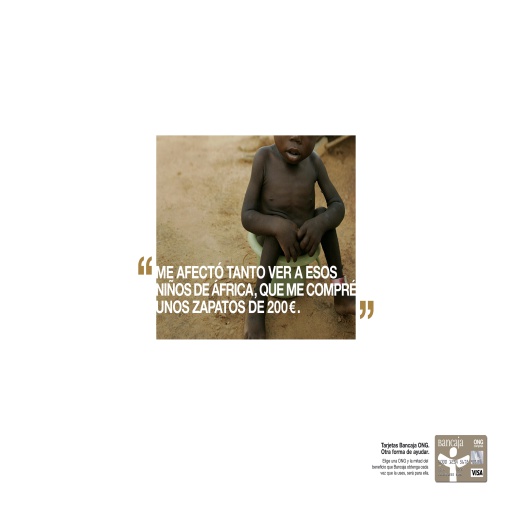 “ME AFECTÓ TANTO VER A ESOS
NIÑOS DE ÁFRICA, QUE ME COMPRÉ
UNOS ZAPATOS DE 200€.”
Tarjetas Bancaja ONG.
Otra forma de ayudar.
Elige una ONG y la mitad del
beneficio que Bancaja obtenga cada
vez que la uses, será para ella.
Bancaja
ONG
VISA